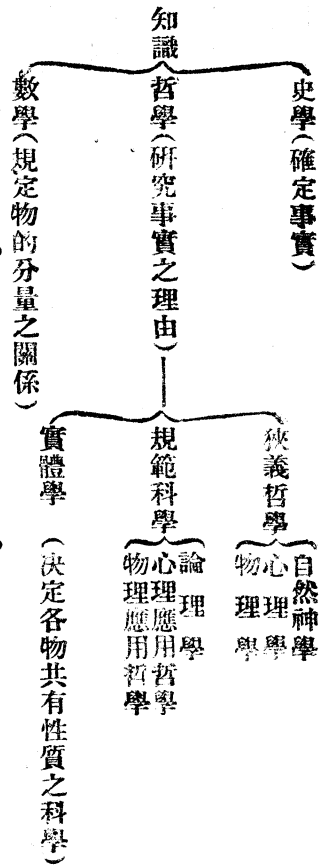 知識
史學(確定事實)
哲學(研究事實之理由)
數學(規定物的分量之關係)
狹義哲學
自然神學
心理學
物理學
規範科學
論理學
心理應用哲學
物理應用哲學
實體學(決定各物共有性質之科學)